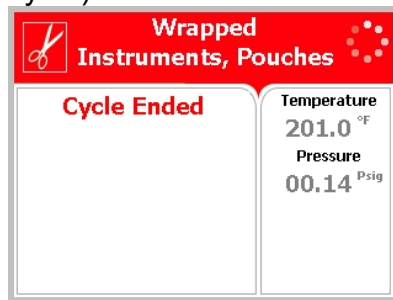 Wrapped
Instruments, Pouches
Cycle Ended
Temperature
201.0 °F
Pressure
00.14 Psig